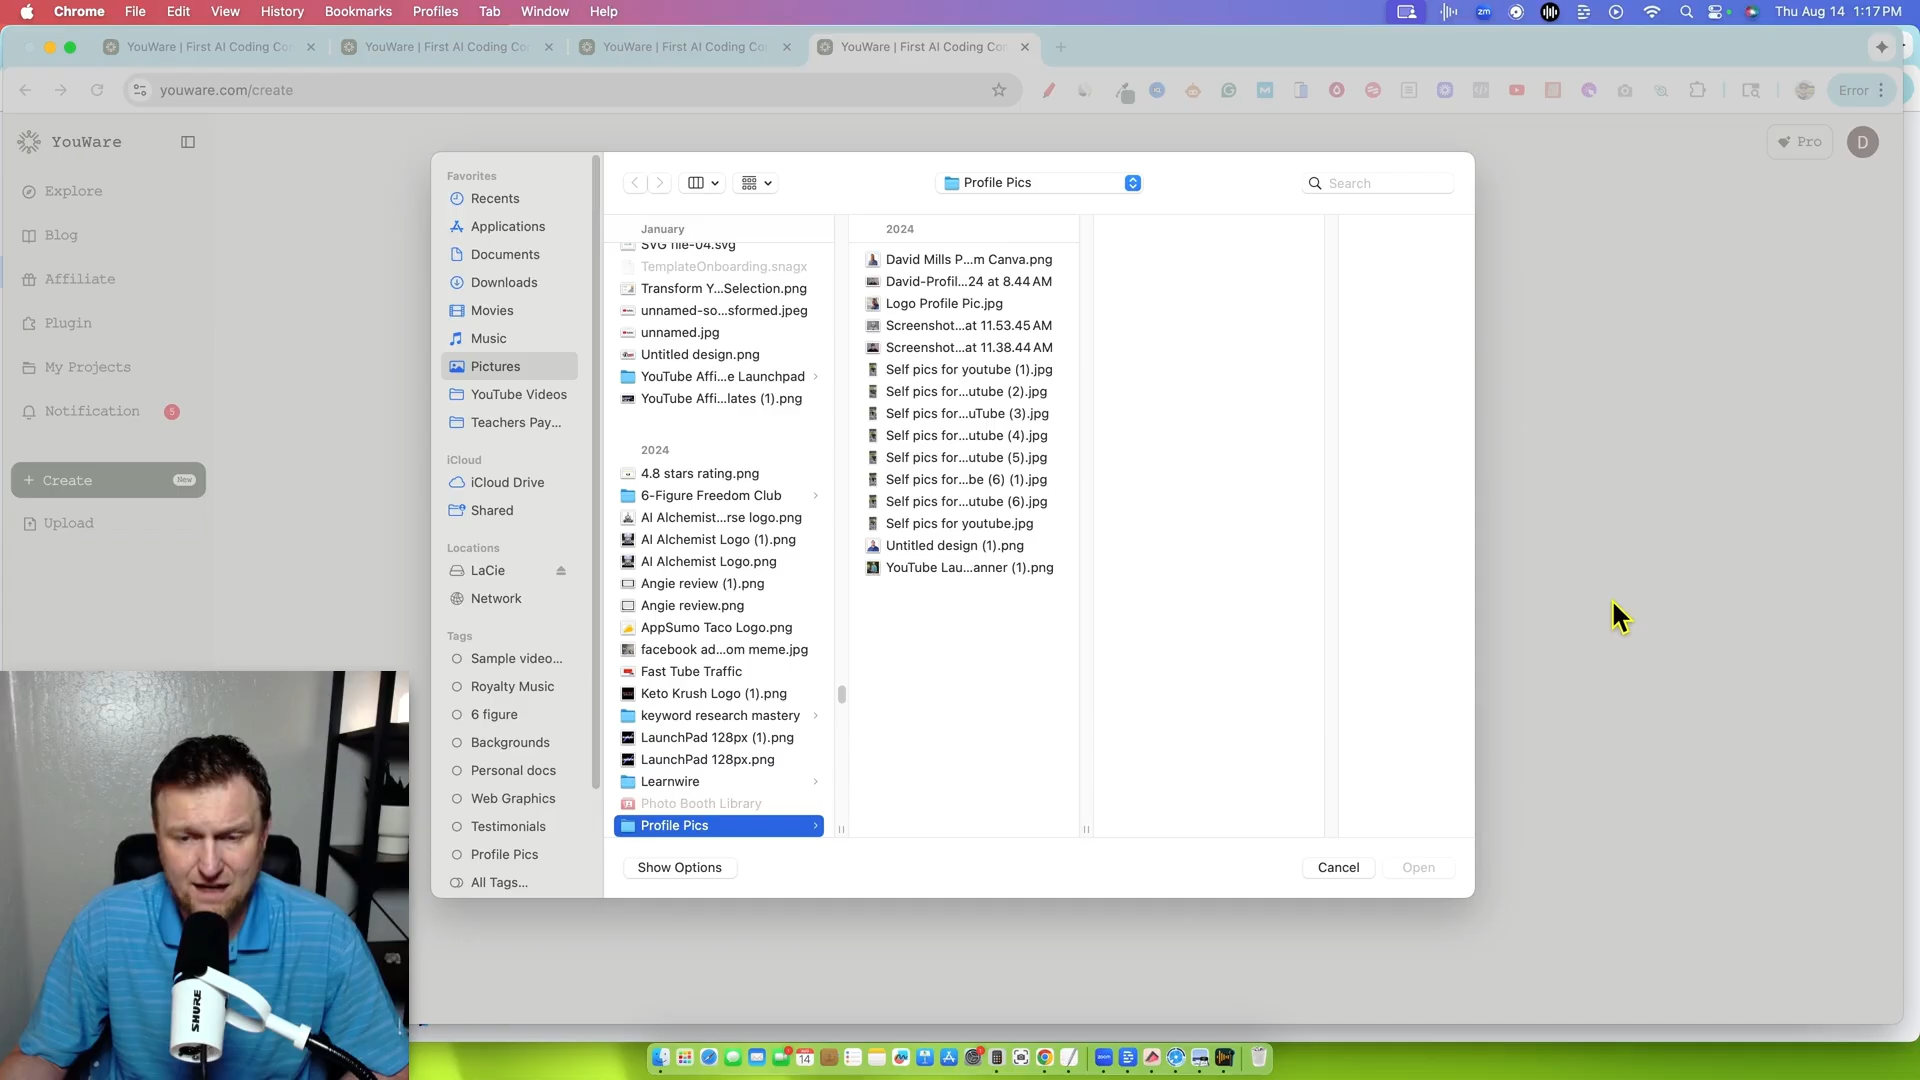 Chrome File Edit View History Bookmarks Profiles Tab Window Help
zm
Thu Aug 14 1:17 PM
YouWare | First AI Coding Co
YouWare | First AI Coding Co
YouWare | First AI Coding Co
YouWare | First AI Coding Co
youware.com/create
Error
YouWare
Pro
D
Explore
Blog
Affiliate
Plugin
My Projects
Notification 5
+ Create New
Upload
Favorites
Recents
Applications
Documents
Downloads
Movies
Music
Pictures
YouTube Videos
Teachers Pay...
iCloud
iCloud Drive
Shared
Locations
LaCie
Network
Tags
Sample video...
Royalty Music
6 figure
Backgrounds
Personal docs
Web Graphics
Testimonials
Profile Pics
All Tags...
Profile Pics
Search
January
SVG file-04.svg
TemplateOnboarding.snagx
Transform Y...Selection.png
unnamed-so...sformed.jpeg
unnamed.jpg
Untitled design.png
YouTube Affi...e Launchpad
YouTube Affi...lates (1).png
2024
4.8 stars rating.png
6-Figure Freedom Club
AI Alchemist...rse logo.png
AI Alchemist Logo (1).png
AI Alchemist Logo.png
Angie review (1).png
Angie review.png
AppSumo Taco Logo.png
facebook ad...om meme.jpg
Fast Tube Traffic
Keto Krush Logo (1).png
keyword research mastery
LaunchPad 128px (1).png
LaunchPad 128px.png
Learnwire
Photo Booth Library
Profile Pics
2024
David Mills P...m Canva.png
David-Profil...24 at 8.44 AM
Logo Profile Pic.jpg
Screenshot...at 11.53.45 AM
Screenshot...at 11.38.44 AM
Self pics for youtube (1).jpg
Self pics for...utube (2).jpg
Self pics for...uTube (3).jpg
Self pics for...utube (4).jpg
Self pics for...utube (5).jpg
Self pics for...be (6) (1).jpg
Self pics for...utube (6).jpg
Self pics for youtube.jpg
Untitled design (1).png
YouTube Lau...anner (1).png
Show Options
Cancel
Open
SHURE
14
zoom